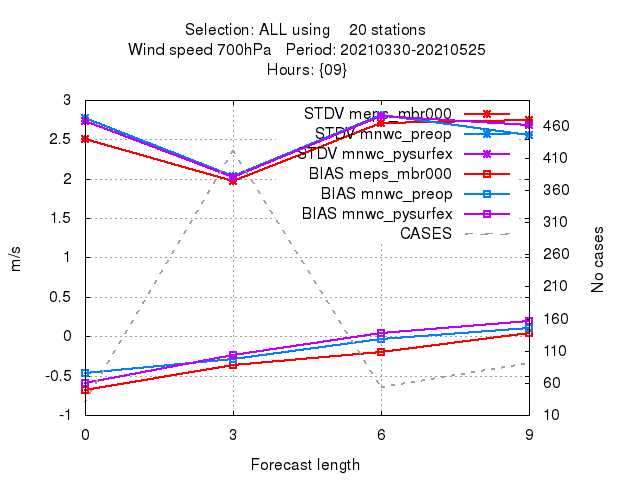 Selection: ALL using    20 stations
Wind speed 700hPa   Period: 20210330-20210525
Hours: {09}
STDV meps_mbr000
STDV mnwc_preop
STDV mnwc_pysurfex
BIAS meps_mbr000
BIAS mnwc_preop
BIAS mnwc_pysurfex
CASES
m/s
3
2.5
2
1.5
1
0.5
0
-0.5
-1
No cases
460
410
360
310
260
210
160
110
60
10
0 3 6 9
Forecast length